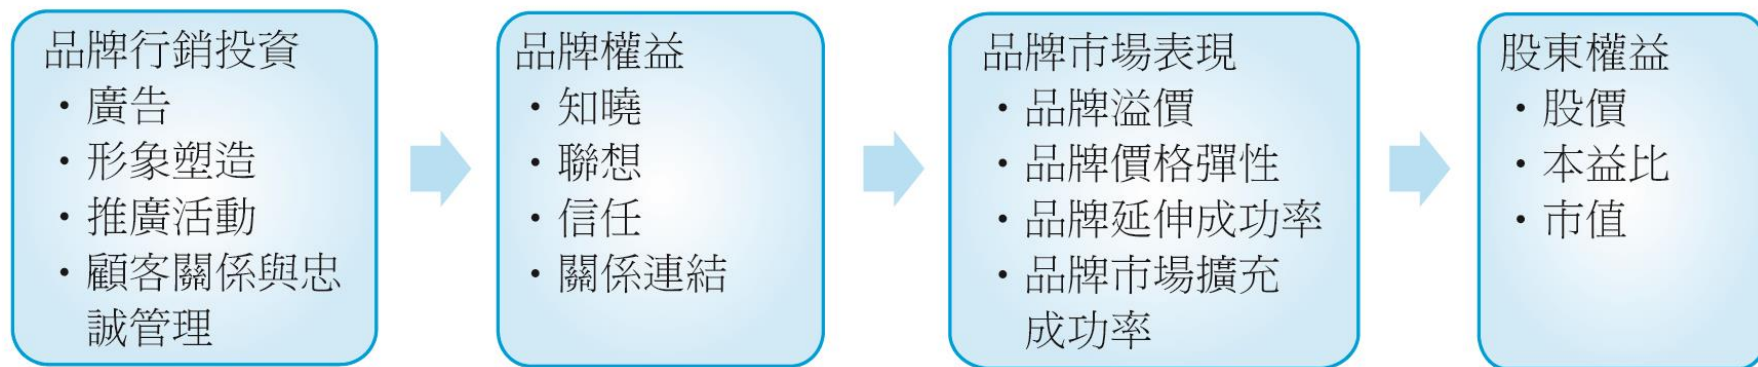 品牌行銷投資
・廣告
・形象塑造
・推廣活動
・顧客關係與忠
誠管理
品牌權益
・知曉
・聯想
・信任
・關係連結
品牌市場表現
・品牌溢價
・品牌價格彈性
・品牌延伸成功率
・品牌市場擴充
成功率
股東權益
・股價
・本益比
・市值